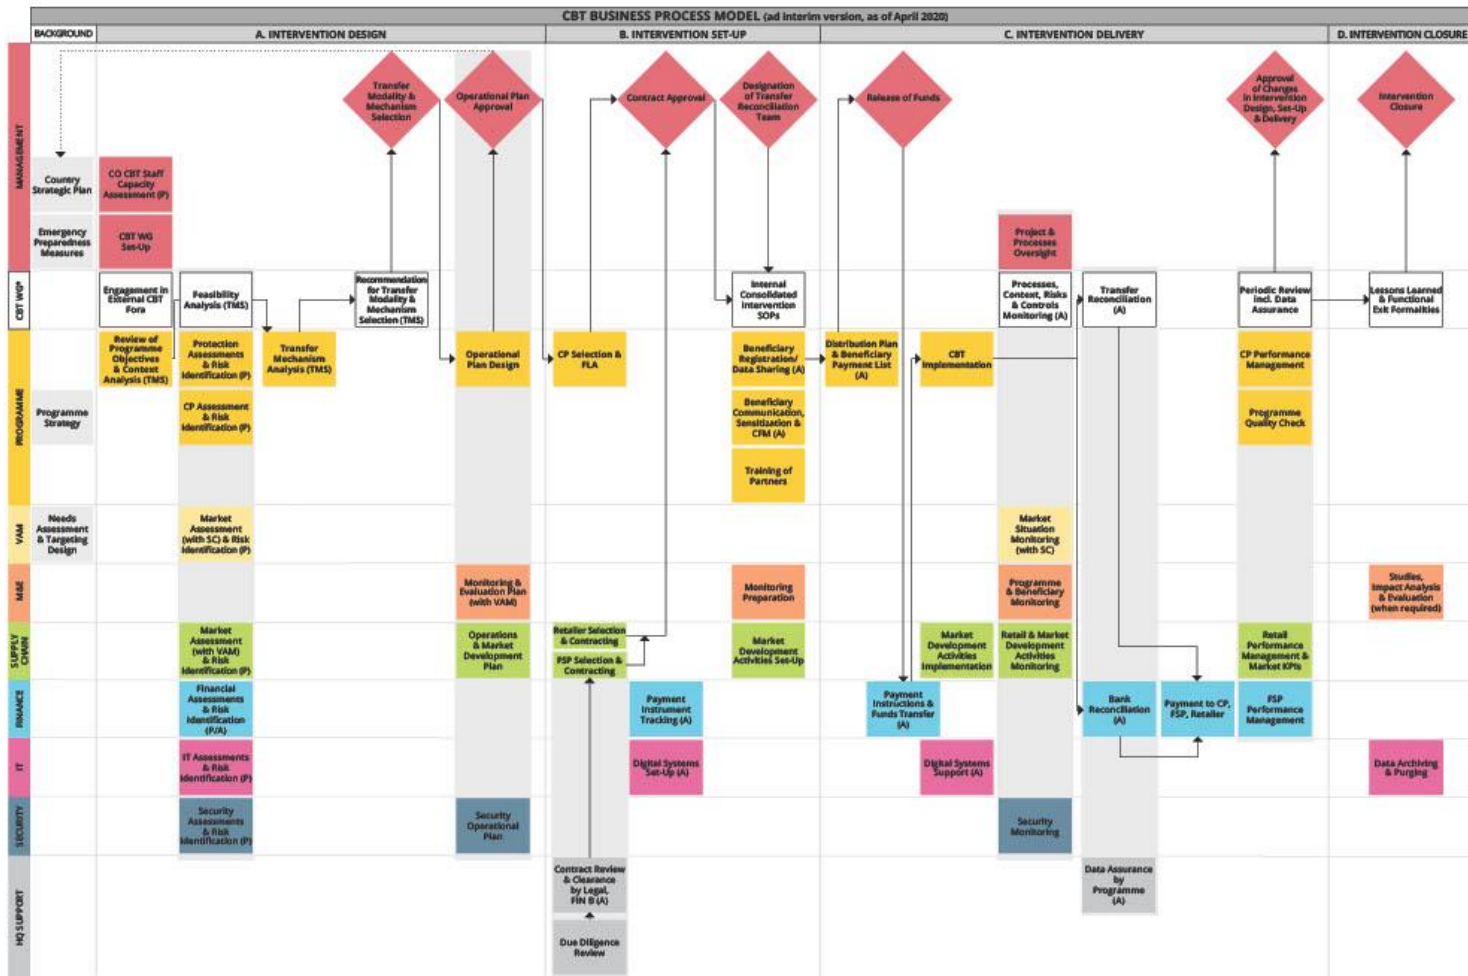 CBT BUSINESS PROCESS MODEL (ad interim version, as of April 2020)
BACKGROUND
A. INTERVENTION DESIGN
B. INTERVENTION SET-UP
C. INTERVENTION DELIVERY
D. INTERVENTION CLOSURE
MANAGEMENT
Transfer
Modality &
Mechanism
Selection
Operational Plan
Approval
Contract Approval
Designation
of Transfer
Reconciliation
Team
Release of Funds
Approval
of Changes
in Intervention
Design, Set-Up
& Delivery
Intervention
Closure
Country
Strategic Plan
CO CBT Staff
Capacity
Assessment (P)
Emergency
Preparedness
Measures
CBT WG
Set-Up
Project &
Processes
Oversight
CBT WG*
Engagement in
External CBT
Fora
Feasibility
Analysis (TMS)
Recommendation
for Transfer
Modality &
Mechanism
Selection (TMS)
Internal
Consolidated
Intervention
SOPs
Processes,
Context, Risks
& Controls
Monitoring (A)
Transfer
Reconciliation
(A)
Periodic Review
incl. Data
Assurance
Lessons Learned
& Functional
Exit Formalities
PROGRAMME
Review of
Programme
Objectives
& Context
Analysis (TMS)
Protection
Assessments
& Risk
Identification (P)
Transfer
Mechanism
Analysis (TMS)
Operational
Plan Design
CP Selection &
FLA
Beneficiary
Registration/
Data Sharing (A)
Distribution Plan
& Beneficiary
Payment List (A)
CBT
Implementation
CP Performance
Management
Programme
Strategy
CP Assessment
& Risk
Identification (P)
Beneficiary
Communication,
Sensitization &
CFM (A)
Programme
Quality Check
Training of
Partners
VAM
Needs
Assessment
& Targeting
Design
Market
Assessment
(with SC) & Risk
Identification (P)
Market
Situation
Monitoring
(with SC)
M&E
Monitoring &
Evaluation Plan
(with VAM)
Monitoring
Preparation
Programme
& Beneficiary
Monitoring
Studies,
Impact Analysis
& Evaluation
(when required)
SUPPLY
CHAIN
Market
Assessment
(with VAM)
& Risk
Identification (P)
Operations
& Market
Development
Plan
Retailer Selection
& Contracting
FSP Selection &
Contracting
Market
Development
Activities Set-Up
Market
Development
Activities
Implementation
Retail & Market
Development
Activities
Monitoring
Retail
Performance
Management &
Market KPIs
FINANCE
Financial
Assessments
& Risk
Identification
(P/A)
Payment
Instrument
Tracking (A)
Payment
Instructions &
Funds Transfer
(A)
Bank
Reconciliation
(A)
Payment to CP,
FSP, Retailer
FSP
Performance
Management
IT
IT Assessments
& Risk
Identification (P)
Digital Systems
Set-Up (A)
Digital Systems
Support (A)
Data Archiving
& Purging
SECURITY
Security
Assessments
& Risk
Identification (P)
Security
Operational
Plan
Security
Monitoring
HQ SUPPORT
Contract Review
& Clearance
by Legal,
FIN B (A)
Data Assurance
by
Programme
(A)
Due Diligence
Review